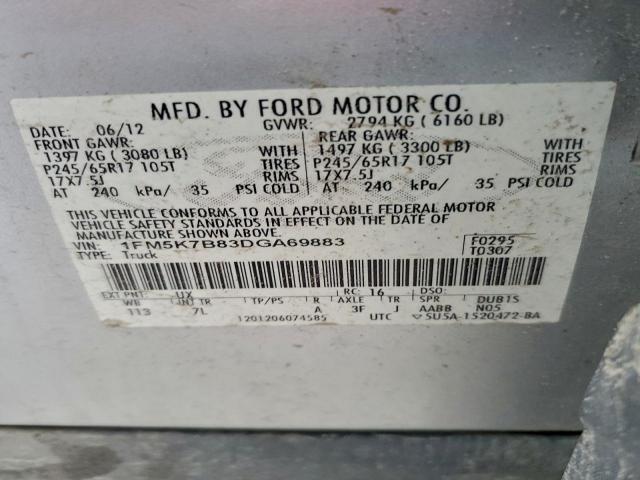 MFD. BY FORD MOTOR CO.
DATE: 06/12 GVWR: 2794 KG ( 6160 LB)
FRONT GAWR: REAR GAWR:
1397 KG ( 3080 LB) WITH 1497 KG ( 3300 LB) WITH
P245/65R17 105T TIRES P245/65R17 105T TIRES
17X7.5J RIMS 17X7.5J RIMS
AT 240 kPa/ 35 PSI COLD AT 240 kPa/ 35 PSI COLD
THIS VEHICLE CONFORMS TO ALL APPLICABLE FEDERAL MOTOR
VEHICLE SAFETY STANDARDS IN EFFECT ON THE DATE OF
MANUFACTURE SHOWN ABOVE.
VIN: 1FM5K7B83DGA69883 F0295
TYPE: Truck T0307
EXT PNT: UX RC: 16 DSO:
WB INT TR TP/PS R AXLE TR SPR DUB1S
113 7L A 3F J AABB N05
1201206074585 UTC ▽5U5A-1520472-BA